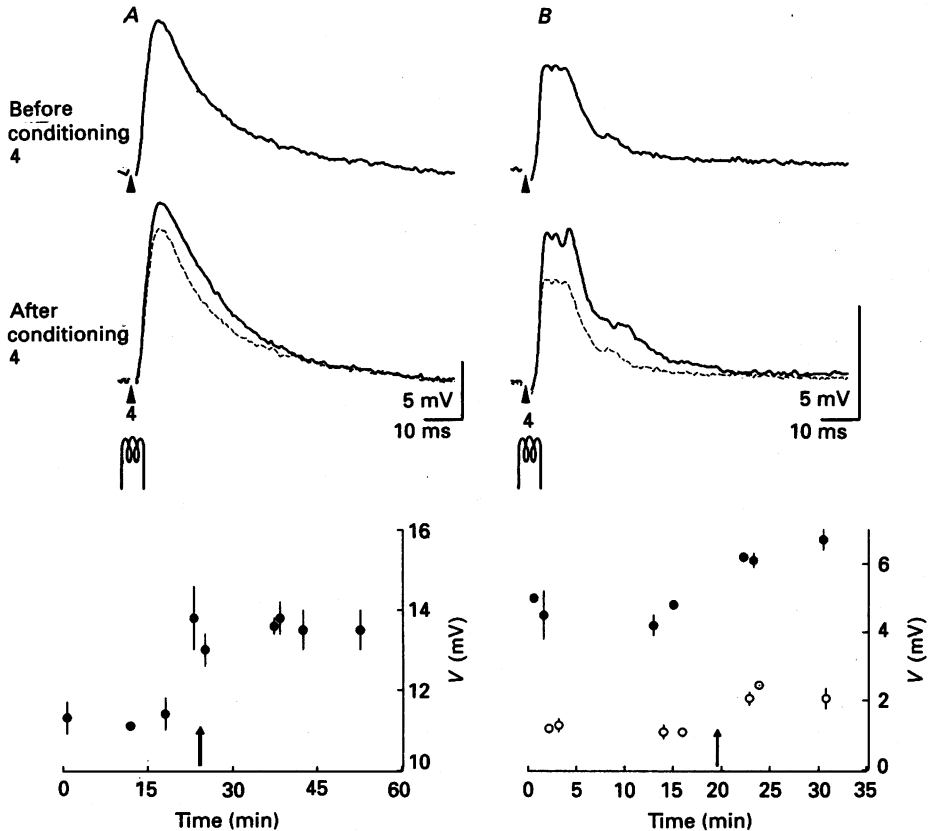 A
B
Before
conditioning
4
After
conditioning
4
5 mV
10 ms
4
5 mV
10 ms
4
16
14
12
10
V (mV)
0 15 30 45 60
Time (min)
6
4
2
0
V (mV)
0 5 10 15 20 25 30 35
Time (min)